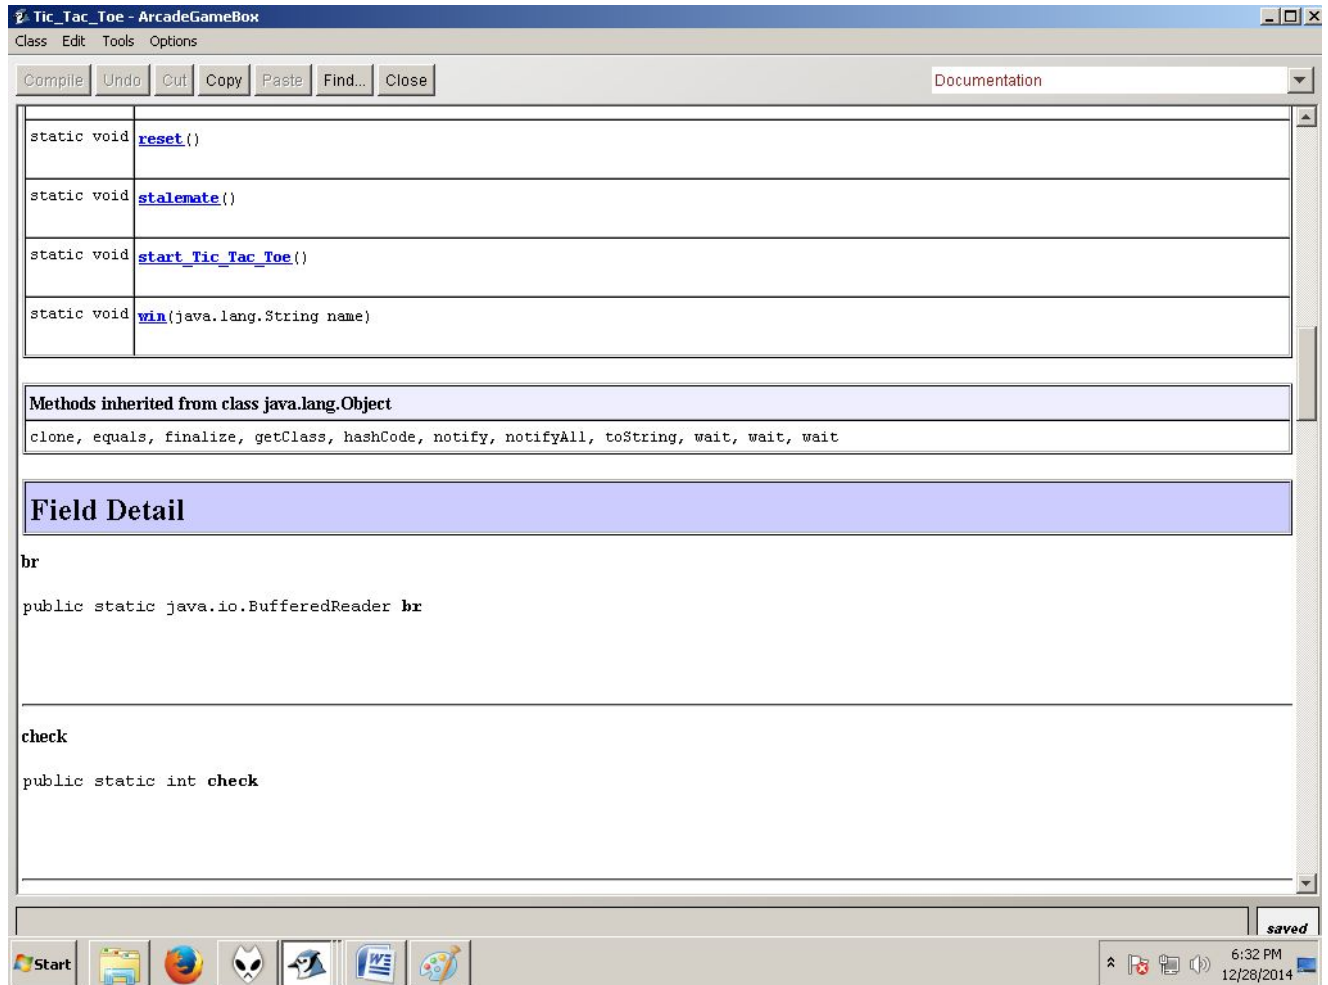 Tic_Tac_Toe - ArcadeGameBox
Class Edit Tools Options
Compile Undo Cut Copy Paste Find... Close Documentation
static void reset()
static void stalemate()
static void start_Tic_Tac_Toe()
static void win(java.lang.String name)
Methods inherited from class java.lang.Object
clone, equals, finalize, getClass, hashCode, notify, notifyAll, toString, wait, wait, wait
Field Detail
br
public static java.io.BufferedReader br
check
public static int check
saved
Start W 6:32 PM
12/28/2014